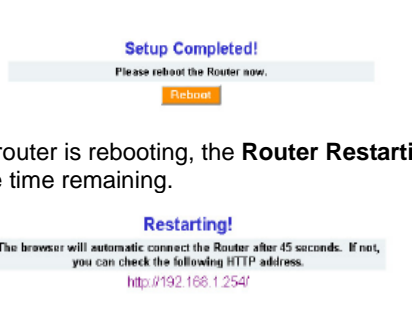 Setup Completed!
Please reboot the Router now.
Reboot
router is rebooting, the Router Restarti
time remaining.
Restarting!
The browser will automatic connect the Router after 45 seconds. If not,
you can check the following HTTP address.
http://192.168.1.254/